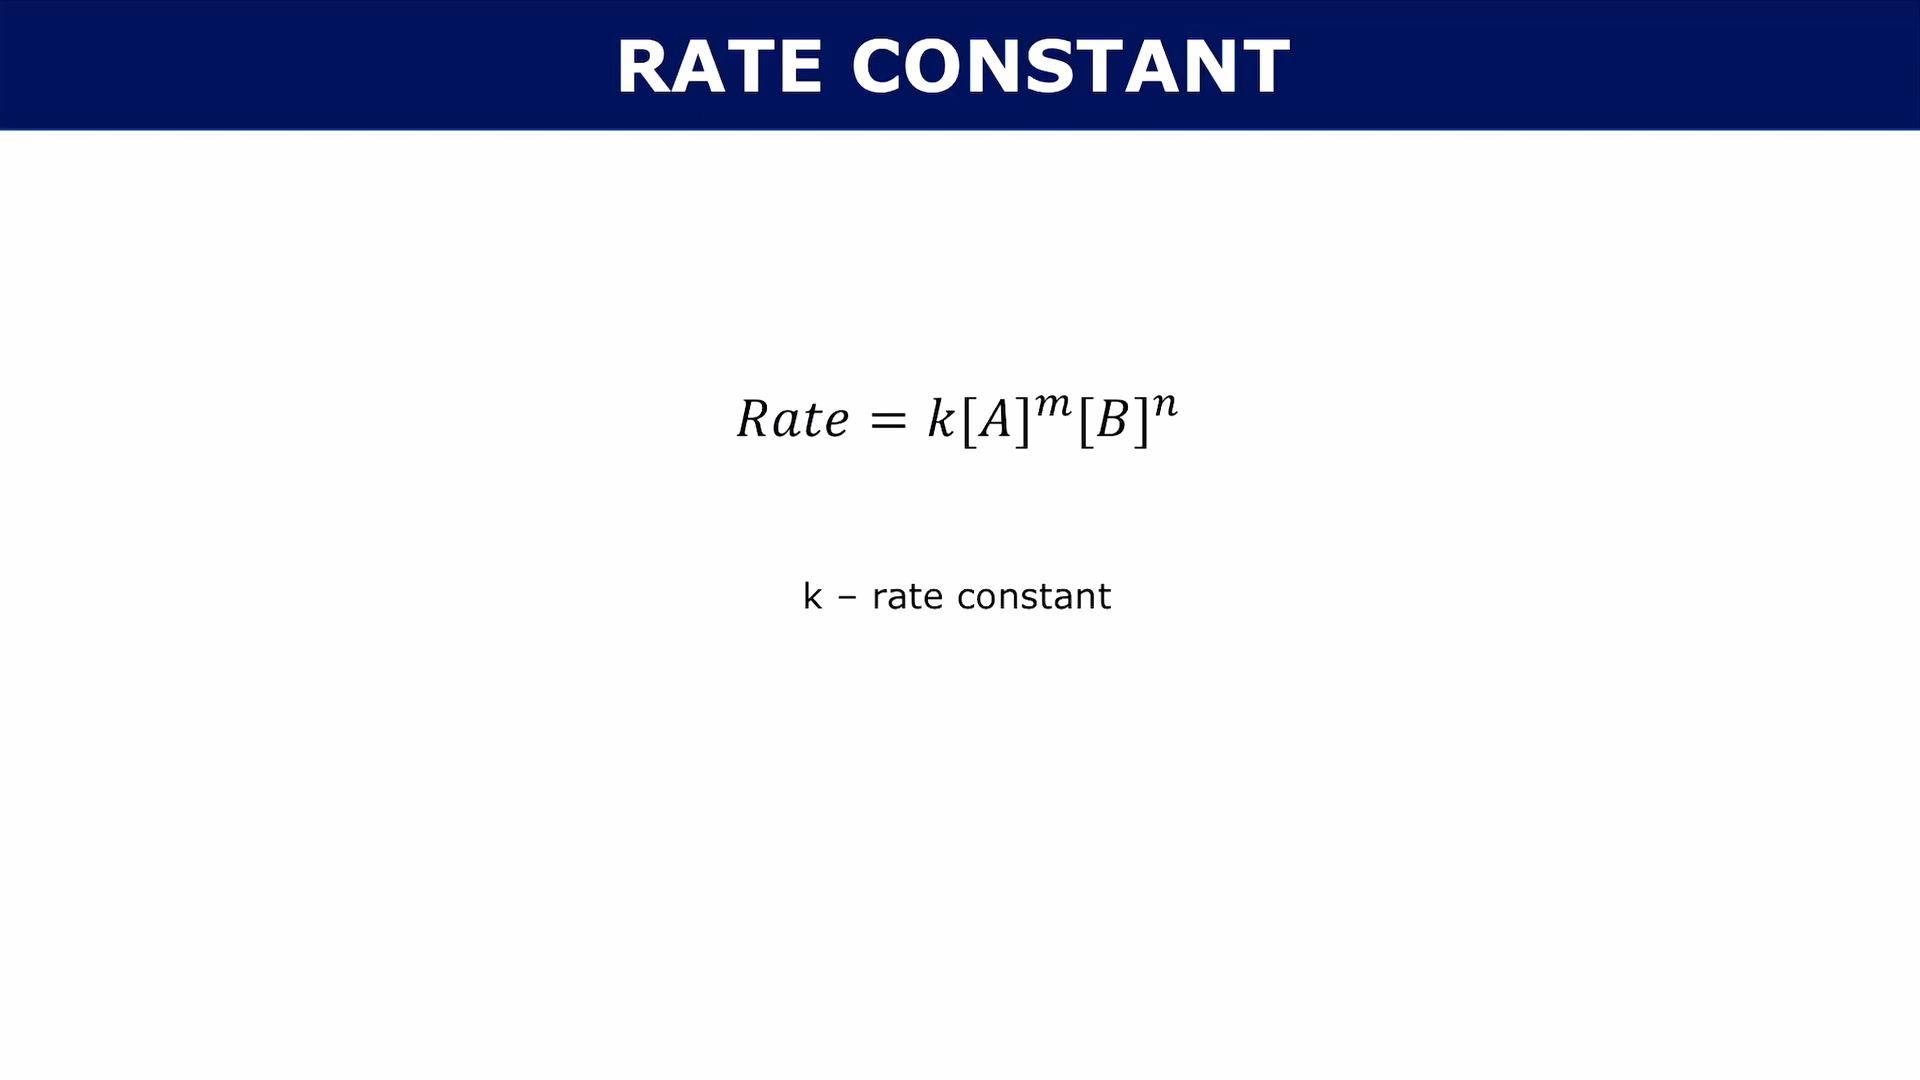 RATE CONSTANT
Rate = k[A]ᵐ[B]ⁿ
k – rate constant